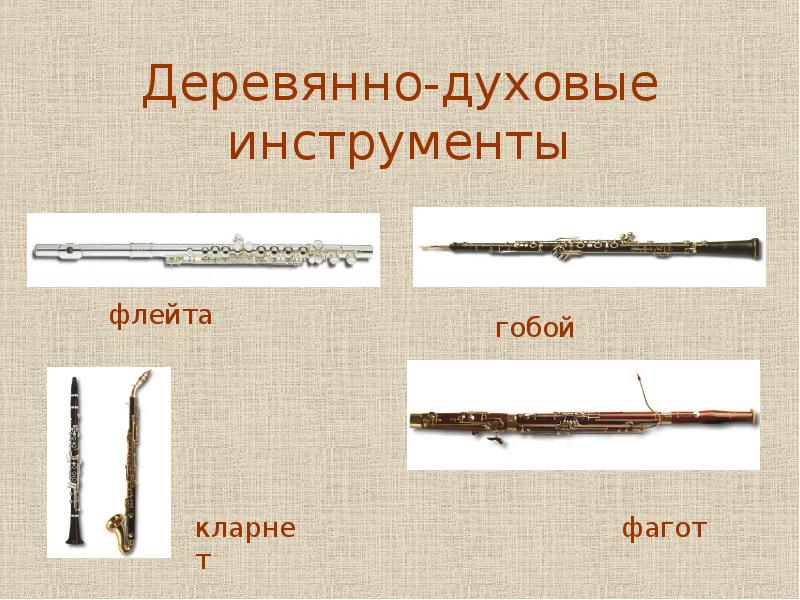 Деревянно-духовые
инструменты
флейта
гобой
кларне
т
фагот